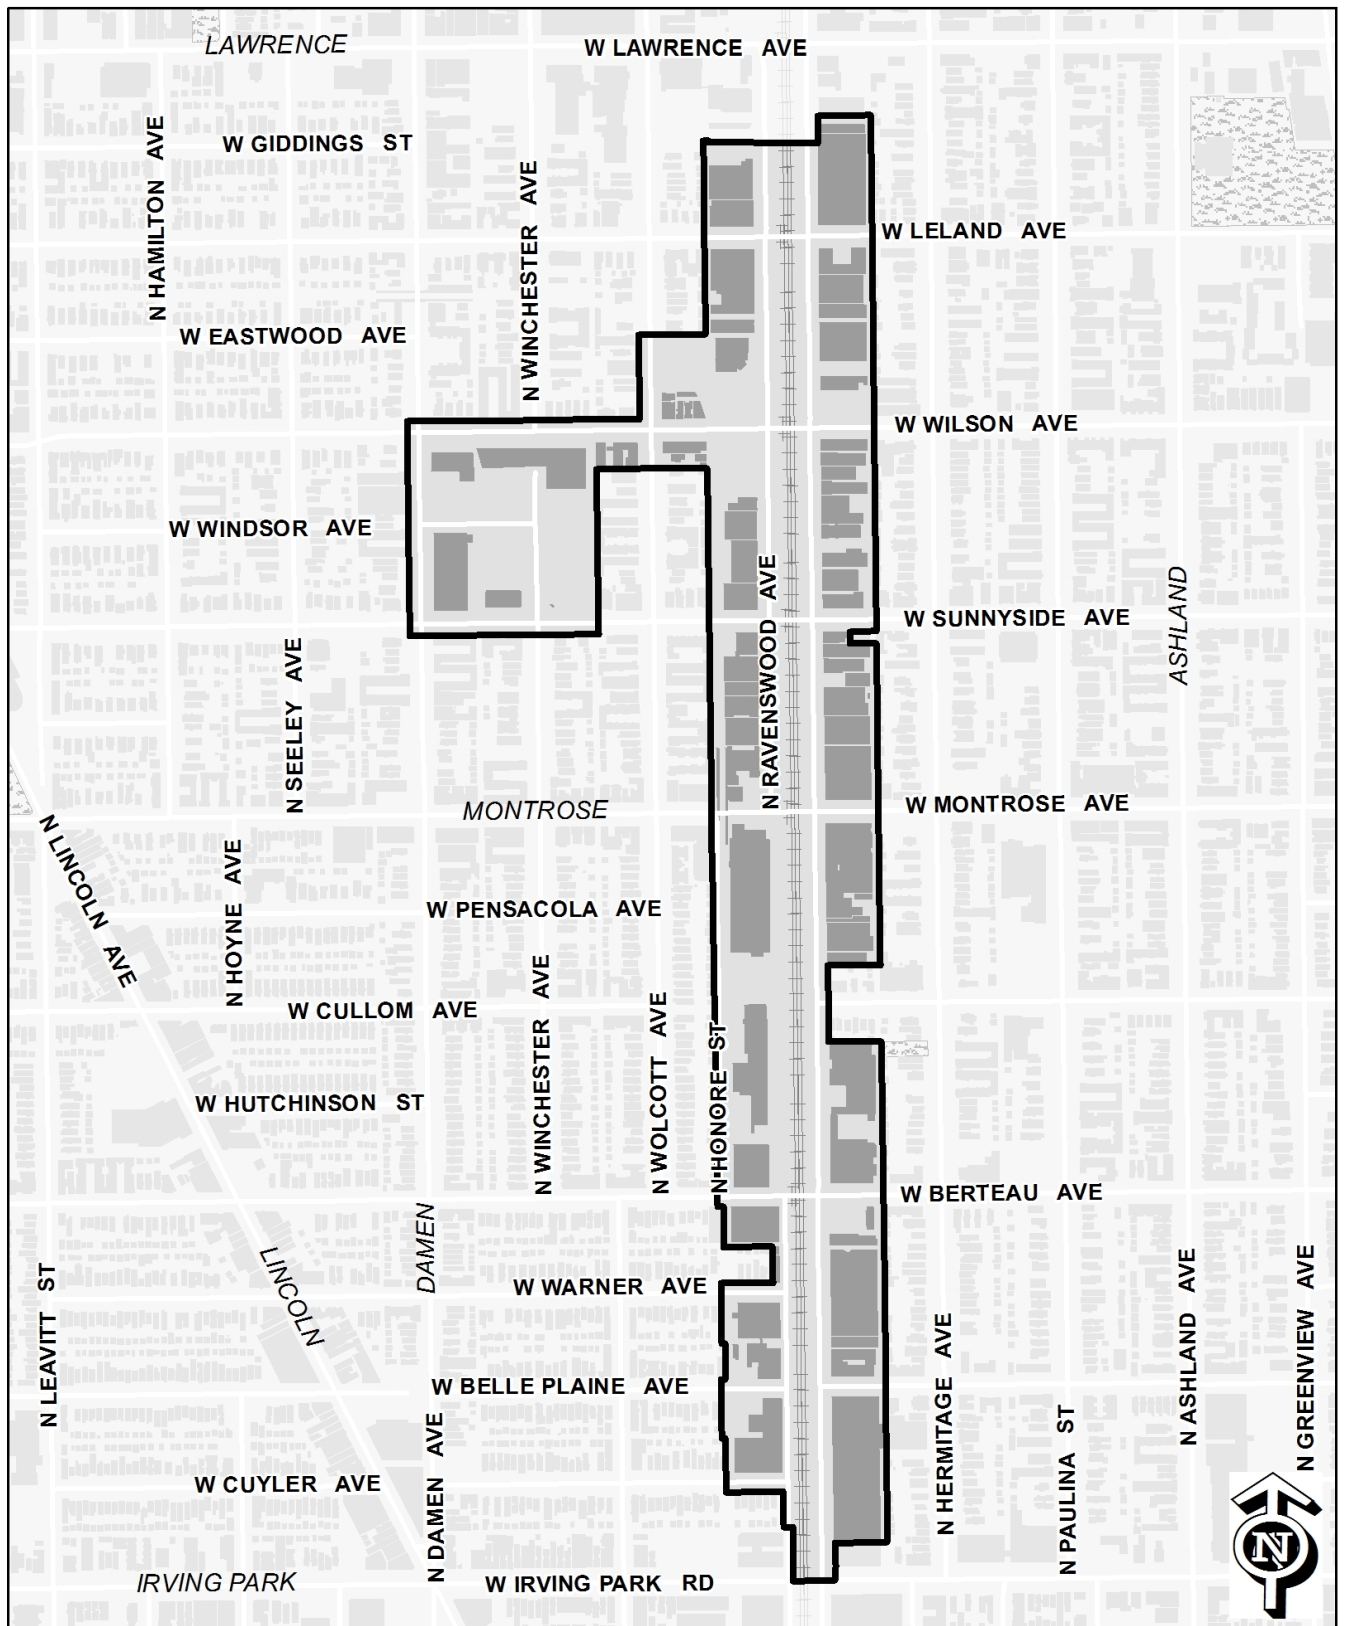 LAWRENCE
W LAWRENCE AVE
N HAMILTON AVE
W GIDDINGS ST
N WINCHESTER AVE
W LELAND AVE
W EASTWOOD AVE
W WILSON AVE
W WINDSOR AVE
N RAVENSWOOD AVE
ASHLAND
W SUNNYSIDE AVE
N SEELEY AVE
MONTROSE
W MONTROSE AVE
N LINCOLN AVE
N HOYNE AVE
W PENSACOLA AVE
W CULLOM AVE
N WINCHESTER AVE
N WOLCOTT AVE
N HONORE ST
W HUTCHINSON ST
W BERTEAU AVE
DAMEN
LINCOLN
N LEAVITT ST
W WARNER AVE
N ASHLAND AVE
N GREENVIEW AVE
N HERMITAGE AVE
W BELLE PLAINE AVE
N DAMEN AVE
N PAULINA ST
W CUYLER AVE
N
IRVING PARK
W IRVING PARK RD